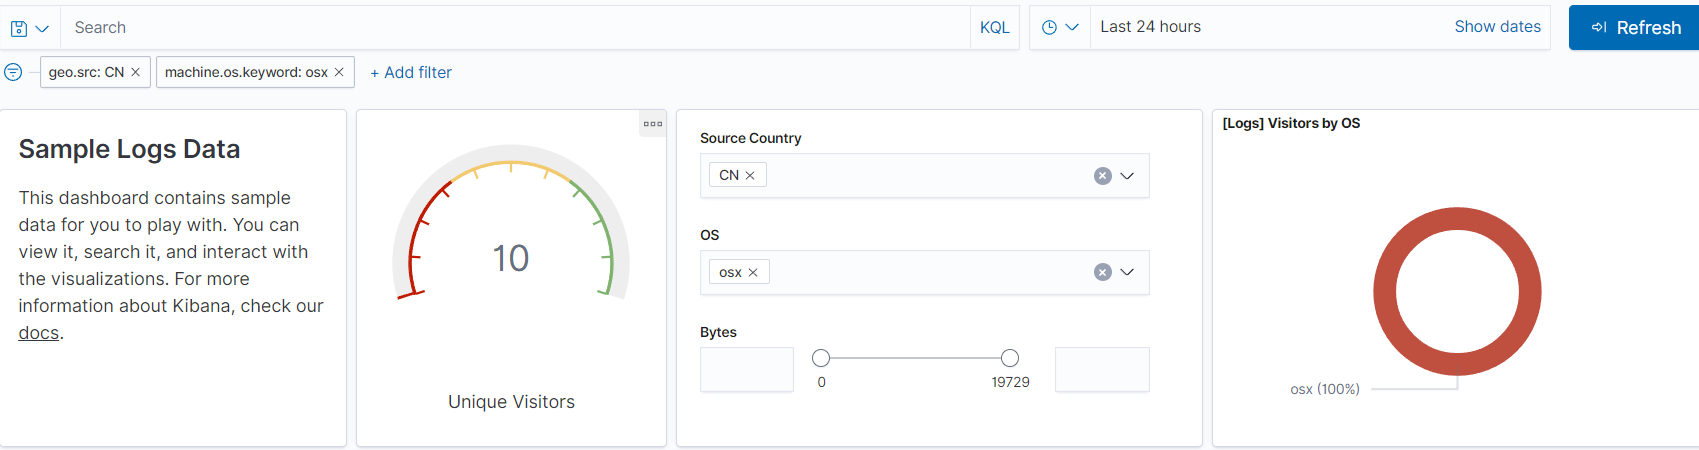 Search
KQL
Last 24 hours
Show dates
Refresh
geo.src: CN
machine.os.keyword: osx
+ Add filter
Sample Logs Data
This dashboard contains sample
data for you to play with. You can
view it, search it, and interact with
the visualizations. For more
information about Kibana, check our
docs.
10
Unique Visitors
Source Country
CN
OS
osx
Bytes
0
19729
[Logs] Visitors by OS
osx (100%)